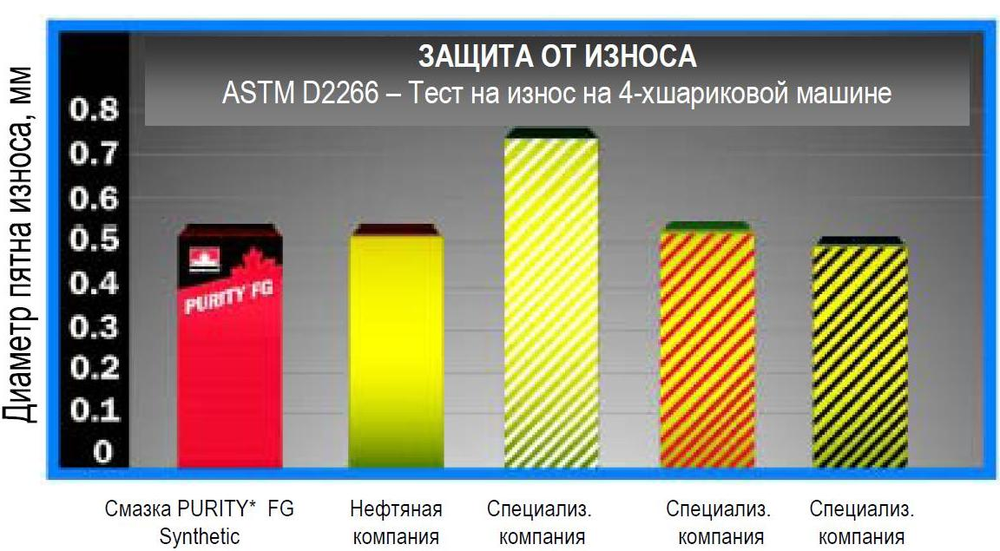 ЗАЩИТА ОТ ИЗНОСА
ASTM D2266 – Тест на износ на 4-хшариковой машине
Диаметр пятна износа, мм
0.8
0.7
0.6
0.5
0.4
0.3
0.2
0.1
0
PURITY FG
Смазка PURITY* FG
Synthetic
Нефтяная
компания
Специализ.
компания
Специализ.
компания
Специализ.
компания